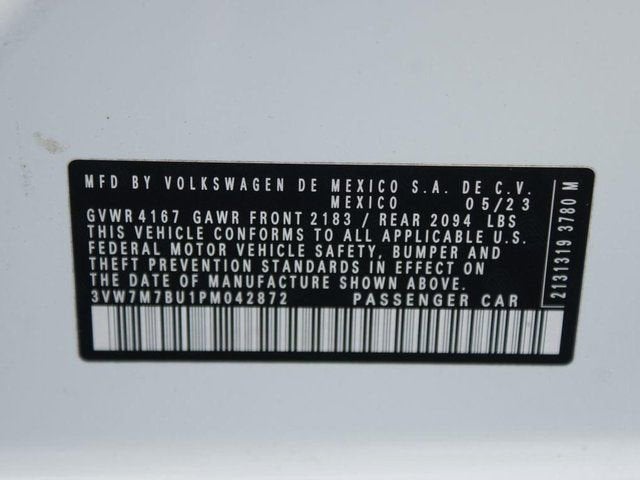 MFD BY VOLKSWAGEN DE MEXICO S.A. DE C.V.
MEXICO 05/23
GVWR 4167 GAWR FRONT 2183 / REAR 2094 LBS
THIS VEHICLE CONFORMS TO ALL APPLICABLE U.S.
FEDERAL MOTOR VEHICLE SAFETY, BUMPER AND
THEFT PREVENTION STANDARDS IN EFFECT ON
THE DATE OF MANUFACTURE SHOWN ABOVE.
3VW7M7BU1PM042872 PASSENGER CAR
2131319 3780 M